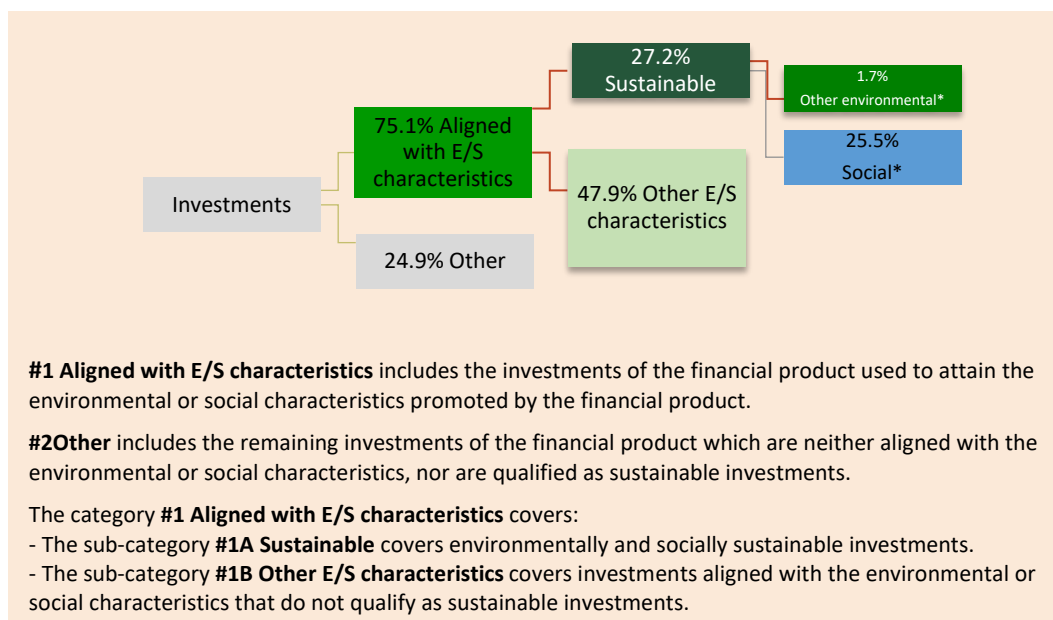 27.2%
Sustainable
1.7%
Other environmental*
75.1% Aligned
with E/S
characteristics
25.5%
Social*
Investments
47.9% Other E/S
characteristics
24.9% Other
#1 Aligned with E/S characteristics includes the investments of the financial product used to attain the
environmental or social characteristics promoted by the financial product.
#2Other includes the remaining investments of the financial product which are neither aligned with the
environmental or social characteristics, nor are qualified as sustainable investments.
The category #1 Aligned with E/S characteristics covers:
- The sub-category #1A Sustainable covers environmentally and socially sustainable investments.
- The sub-category #1B Other E/S characteristics covers investments aligned with the environmental or
social characteristics that do not qualify as sustainable investments.